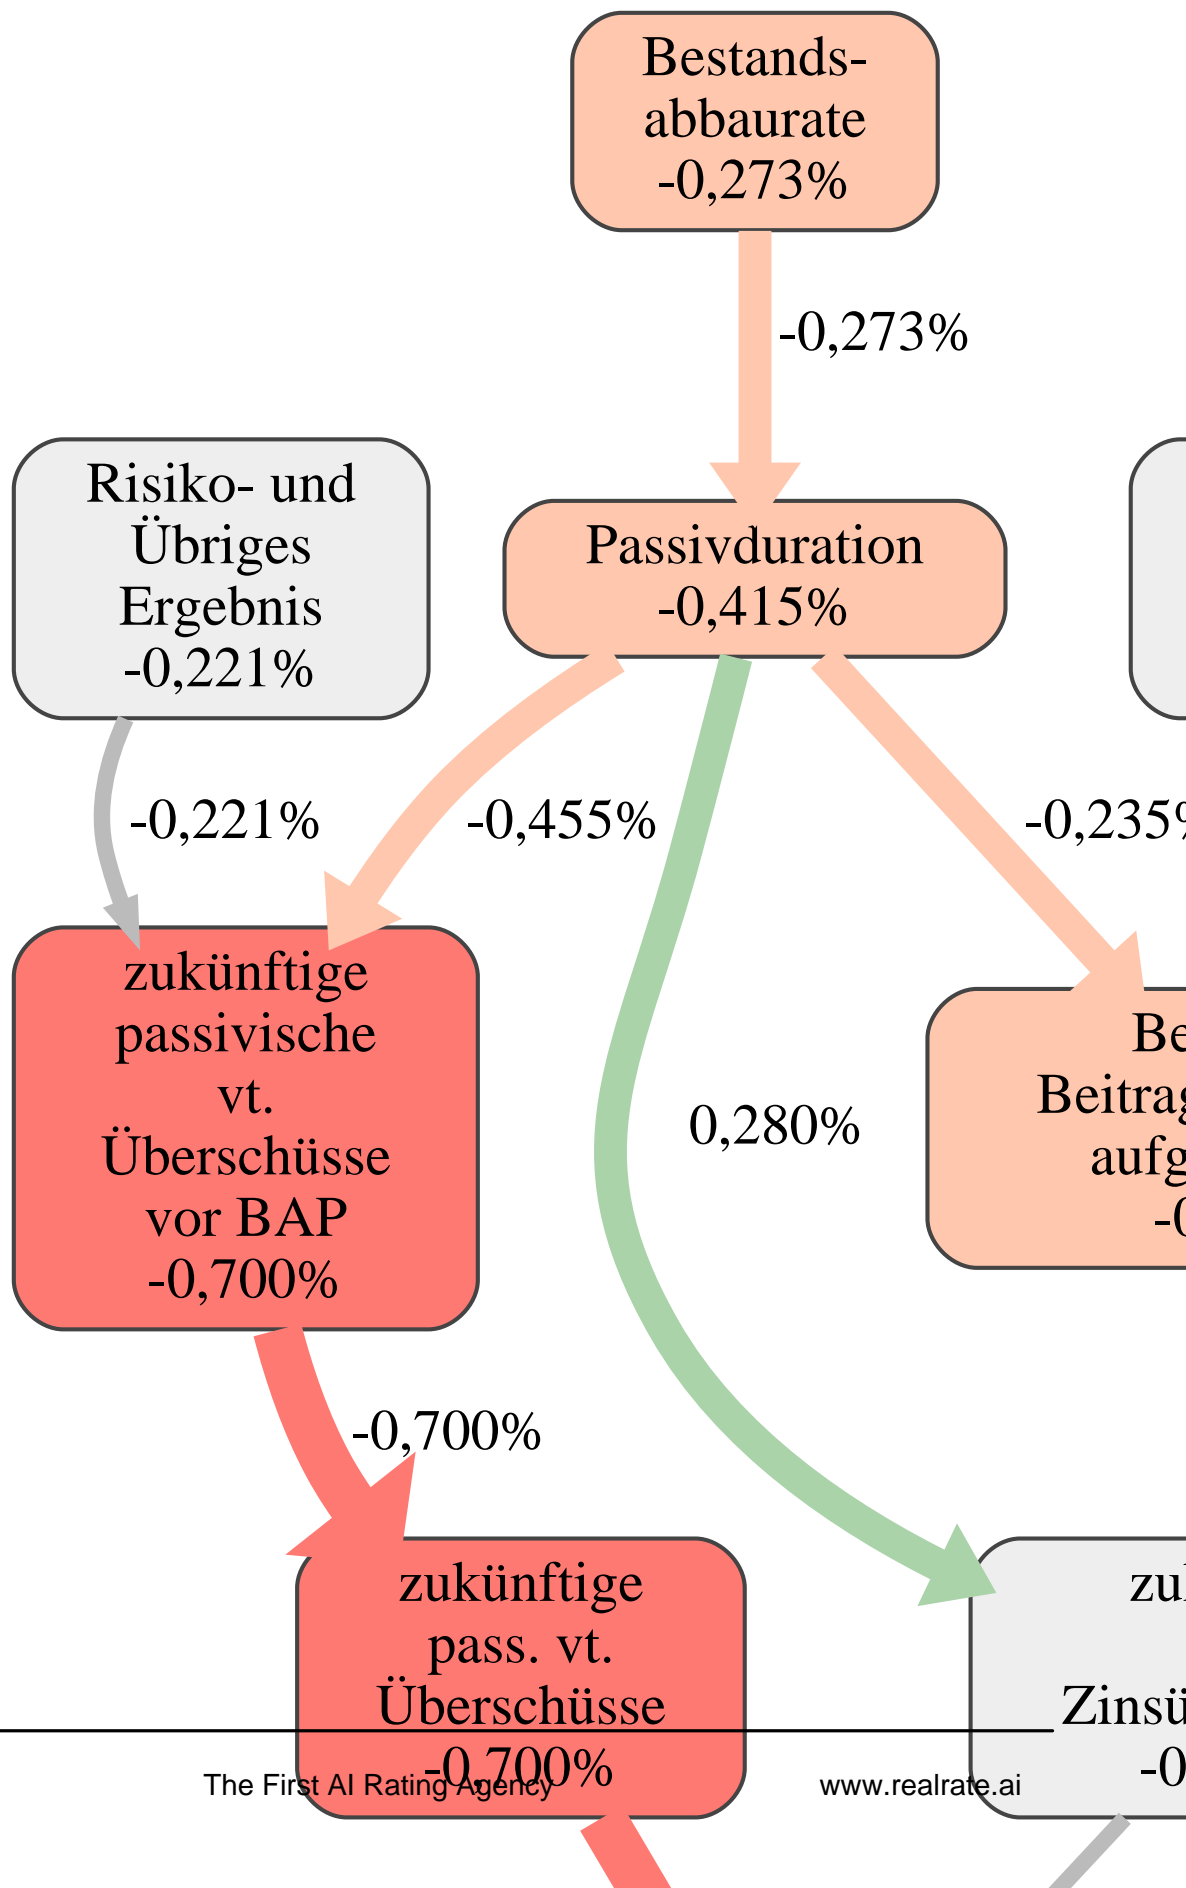 Bestands-
abbaurate
-0,273%
-0,273%
Risiko- und
Übriges
Ergebnis
-0,221%
Passivduration
-0,415%
-0,221%
-0,455%
-0,235%
zukünftige
passivische
vt.
Überschüsse
vor BAP
-0,700%
0,280%
Beitrag
-0,700%
zukünftige
pass. vt.
Überschüsse
-0,700%
The First AI Rating Agency
www.realrate.ai